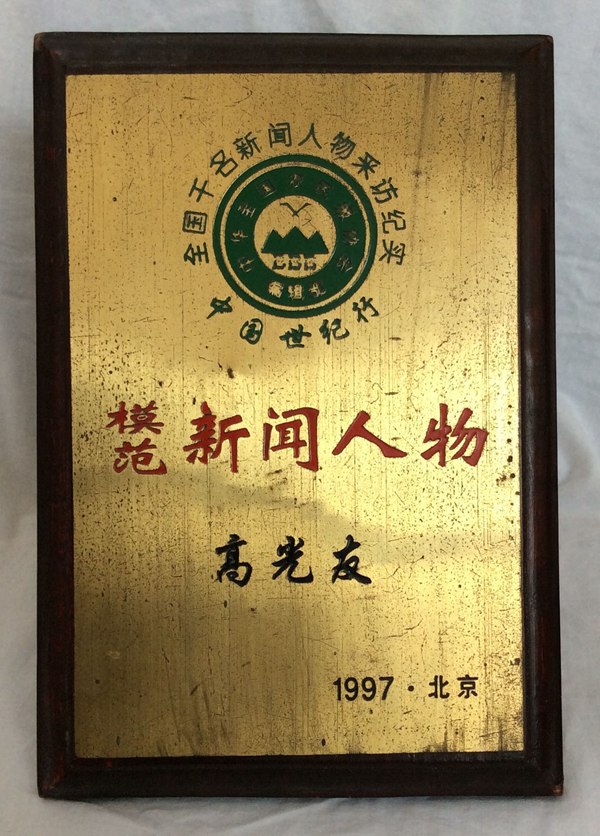 全国千名新闻人物采访纪实
中国世纪行
模范 新闻人物
高光友
1997·北京